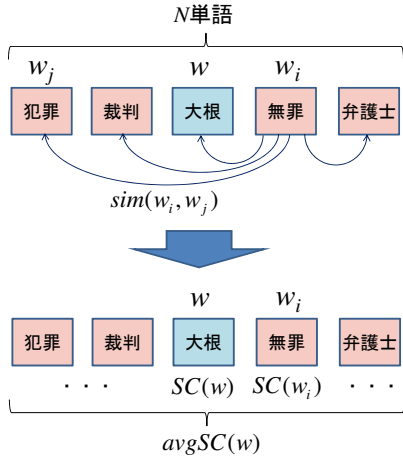 N単語
w_j w w_i
犯罪 裁判 大根 無罪 弁護士
sim(w_i, w_j)
w w_i
犯罪 裁判 大根 無罪 弁護士
・・・ SC(w) SC(w_i) ・・・
avgSC(w)